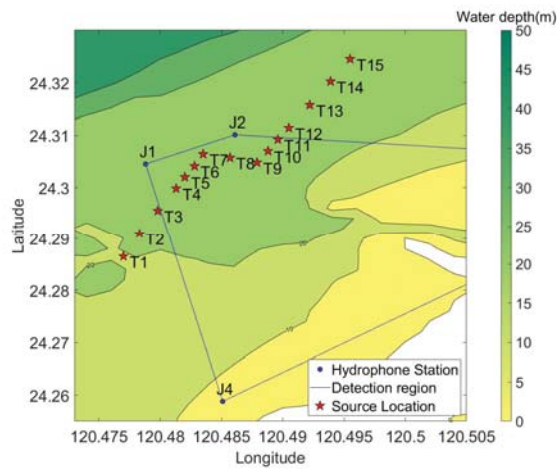 Water depth(m)
50
45
40
35
30
25
20
15
10
5
0
24.32
24.31
24.3
24.29
24.28
24.27
24.26
Latitude
T15
T14
T13
J2
T12
J1
T11
T7
T10
T8
T9
T6
T5
T4
T3
T2
T1
20
20
10
J4
Hydrophone Station
Detection region
Source Location
120.475 120.48 120.485 120.49 120.495 120.5 120.505
Longitude